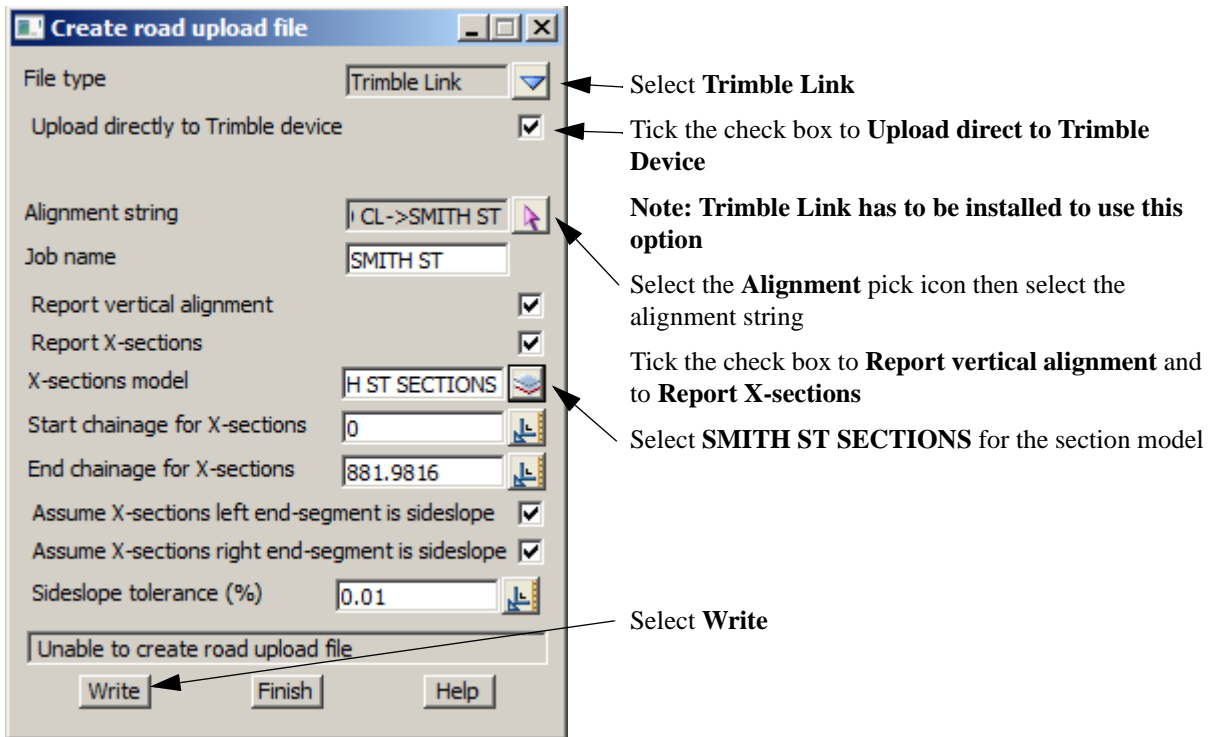 Create road upload file
File type
Trimble Link
Select Trimble Link
Upload directly to Trimble device
Tick the check box to Upload direct to Trimble
Device
Note: Trimble Link has to be installed to use this
option
Alignment string
CL->SMITH ST
Job name
SMITH ST
Select the Alignment pick icon then select the
alignment string
Report vertical alignment
Report X-sections
Tick the check box to Report vertical alignment and
to Report X-sections
X-sections model
H ST SECTIONS
Select SMITH ST SECTIONS for the section model
Start chainage for X-sections
0
End chainage for X-sections
881.9816
Assume X-sections left end-segment is sideslope
Assume X-sections right end-segment is sideslope
Sideslope tolerance (%)
0.01
Select Write
Unable to create road upload file
Write Finish Help